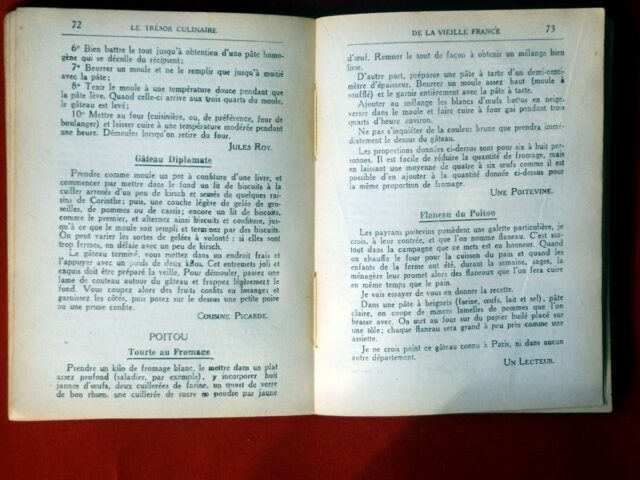 72 LE TRÉSOR CULINAIRE
6° Bien battre le tout jusqu'à obtention d'une pâte homo-
gène qui se décolle du récipient;
7° Beurrer un moule et ne le remplir que jusqu'à moitié
avec la pâte;
8° Tenir le moule à une température douce pendant que
la pâte lève. Quand celle-ci arrive aux trois quarts du moule,
le gâteau est levé;
10° Mettre au four (cuisinière, ou, de préférence, four de
boulanger) et laisser cuire à une température modérée pendant
une heure. Démouler lorsqu'on retire du four.
JULES ROY.
Gâteau Diplomate
Prendre comme moule un pot à confiture d'une livre, et
commencer par mettre dans le fond un lit de biscuits à la
cuiller arrosés d'un peu de kirsch et semés de quelques rai-
sins de Corinthe; puis, une couche légère de gelée de gro-
seilles, de pommes ou de cassis; encore un lit de biscuits,
comme le premier, et alternez ainsi biscuits et confiture, jus-
qu'à ce que le moule soit rempli et terminez par des biscuits.
On peut varier les sortes de gelées à volonté: si elles sont
trop fermes, on délaie avec un peu de kirsch.
Le gâteau terminé, vous mettez dans un endroit frais et
l'appuyer avec un poids de deux kilos. Cet entremets joli et
exquis doit être préparé la veille. Pour démouler, passez une
lame de couteau autour du gâteau et frappez légèrement le
fond. Vous coupez alors des fruits confits en losanges et
garnissez les côtés, puis posez sur le dessus une petite poire
ou une prune confite.
COUSINE PICARDE.
POITOU
Tourte au Fromage
Prendre un kilo de fromage blanc, le mettre dans un plat
assez profond (saladier, par exemple), y incorporer huit
jaunes d'œufs, deux cuillerées de farine, un quart de verre
de bon rhum, une cuillerée de sucre en poudre par jaune
DE LA VIEILLE FRANCE 73
d'œuf. Remuer le tout de façon à obtenir un mélange bien
lisse.
D'autre part, préparer une pâte à tarte d'un demi-centi-
mètre d'épaisseur. Beurrer un moule assez haut (moule à
soufflé) et le garnir entièrement avec la pâte à tarte.
Ajouter au mélange les blancs d'œufs battus en neige,
verser dans le moule et faire cuire à four gai pendant trois
quarts d'heure environ.
Ne pas s'inquiéter de la couleur brune que prendra immé-
diatement le dessus du gâteau.
Les proportions données ci-dessus sont pour six à huit per-
sonnes. Il est facile de réduire la quantité de fromage, mais
en laissant une moyenne de quatre à six œufs comme il est
possible d'en ajouter à la quantité donnée ci-dessus pour
la même proportion de fromage.
UNE POITEVINE.
Flaneau du Poitou
Les paysans poitevins possèdent une galette particulière, je
crois, à leur contrée, et que l'on nomme flaneau. C'est sur-
tout dans la campagne que ce mets est en honneur. Quand
on chauffe le four pour la cuisson du pain et quand les
enfants de la ferme ont été, durant la semaine, sages, la
ménagère leur promet alors des flaneaux que l'on fera cuire
en même temps que le pain.
Je vais essayer de vous en donner la recette.
Dans une pâte à beignets (farine, œufs, lait et sel), pâte
claire, on coupe de minces lamelles de pommes que l'on
brasse avec. On met au four sur du papier huilé placé sur
une tôle; chaque flaneau sera grand à peu près comme une
assiette.
Je ne crois point ce gâteau connu à Paris, ni dans aucun
autre département.
UN LECTEUR.